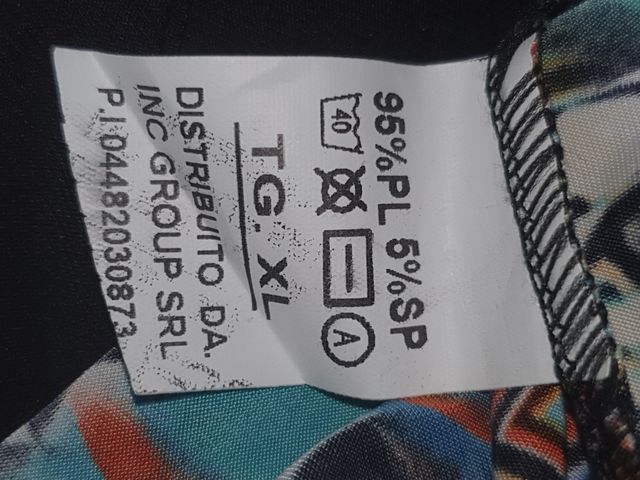 95%PL 5%SP
40 A
TG. XL
DISTRIBUITO DA.
INC GROUP SRL
P.I.04482030873